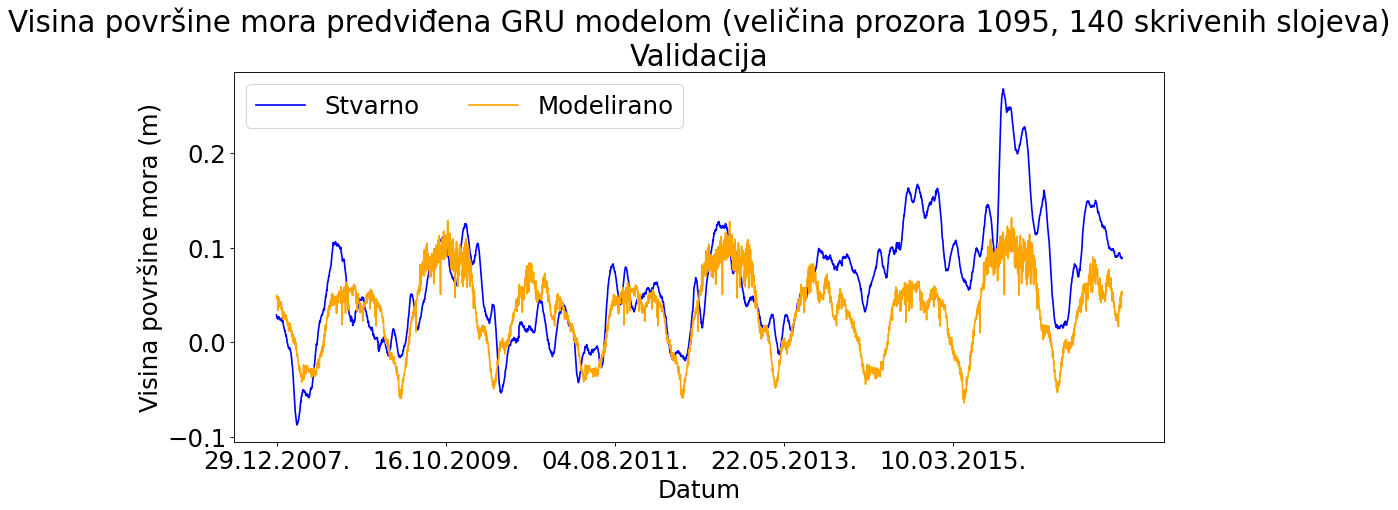 Visina površine mora predviđena GRU modelom (veličina prozora 1095, 140 skrivenih slojeva)
Validacija
Stvarno
Modelirano
Visina površine mora (m)
0.2
0.1
0.0
−0.1
29.12.2007.
16.10.2009.
04.08.2011.
22.05.2013.
10.03.2015.
Datum